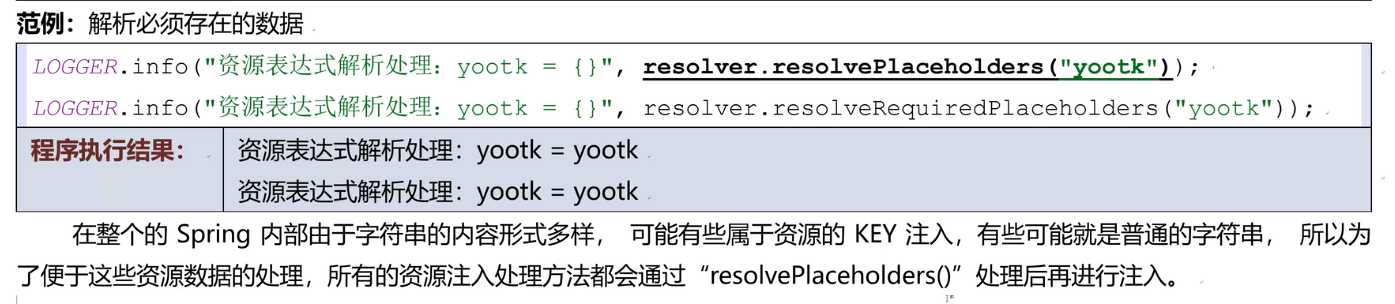 范例：解析必须存在的数据
LOGGER.info("资源表达式解析处理：yootk = {}", resolver.resolvePlaceholders("yootk"));
LOGGER.info("资源表达式解析处理：yootk = {}", resolver.resolveRequiredPlaceholders("yootk"));
程序执行结果： 资源表达式解析处理：yootk = yootk
资源表达式解析处理：yootk = yootk
在整个的 Spring 内部由于字符串的内容形式多样， 可能有些属于资源的 KEY 注入，有些可能就是普通的字符串， 所以为
了便于这些资源数据的处理，所有的资源注入处理方法都会通过“resolvePlaceholders()”处理后再进行注入。